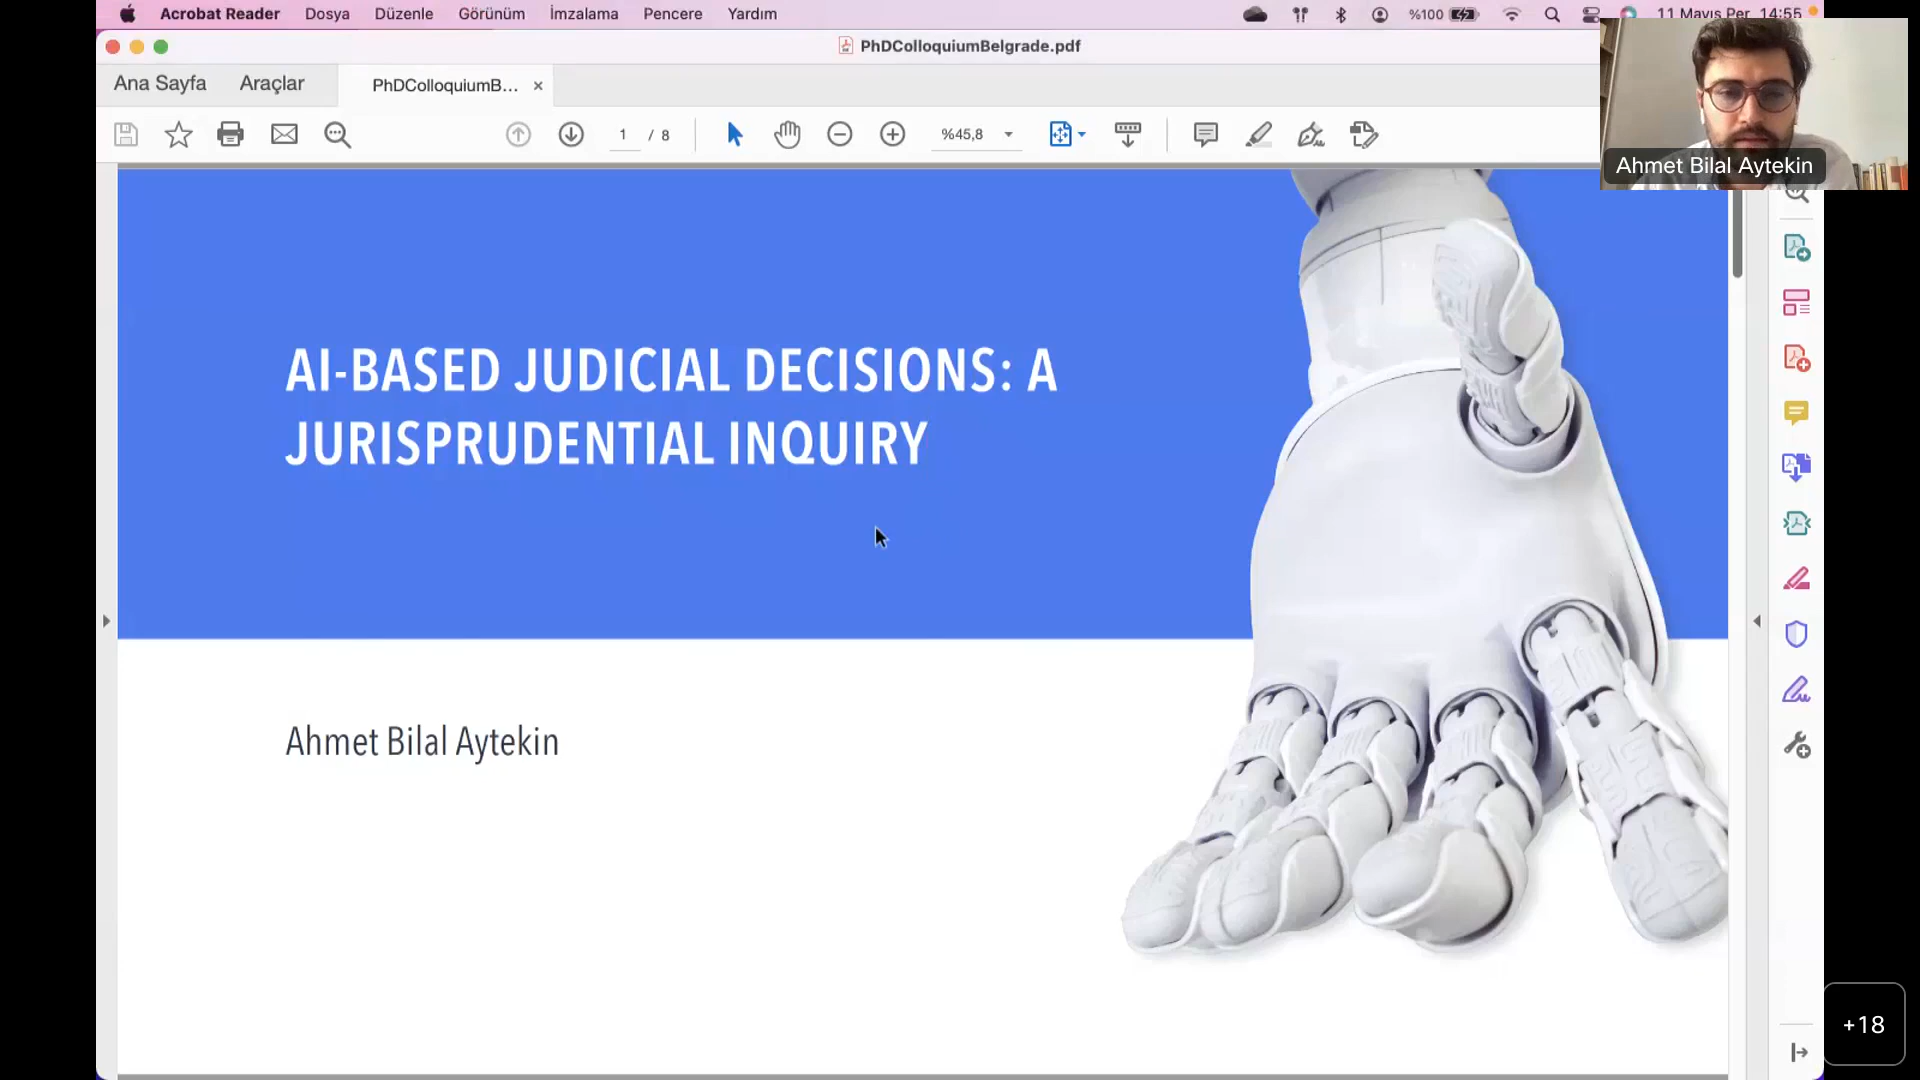 Acrobat Reader Dosya Düzenle Görünüm İmzalama Pencere Yardım %100 11 Mayıs Per 14:55
PhDColloquiumBelgrade.pdf
Ana Sayfa Araçlar PhDColloquiumB...
1 / 8 %45,8
Ahmet Bilal Aytekin
AI-BASED JUDICIAL DECISIONS: A
JURISPRUDENTIAL INQUIRY
Ahmet Bilal Aytekin
+18